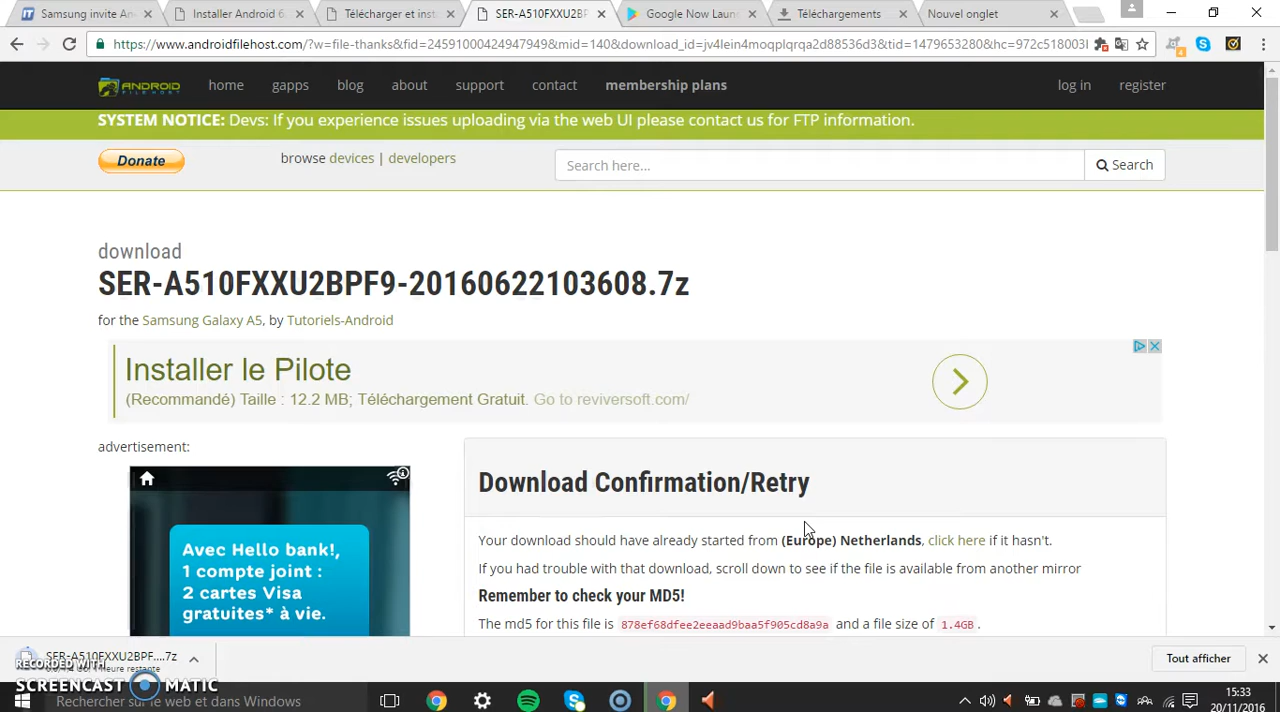 Samsung invite An
Installer Android 6.
Télécharger et insta
SER-A510FXXU2BPF
Google Now Laun
Téléchargements
Nouvel onglet
https://www.androidfilehost.com/?w=file-thanks&fid=24591000424947949&mid=140&download_id=jv4lein4moqplqrqa2d88536d3&tid=1479653280&hc=972c518003
ANDROID
FILE HOST
home
gapps
blog
about
support
contact
membership plans
log in
register
SYSTEM NOTICE: Devs: If you experience issues uploading via the web UI please contact us for FTP information.
Donate
browse devices | developers
Search here...
Search
download
SER-A510FXXU2BPF9-20160622103608.7z
for the Samsung Galaxy A5, by Tutoriels-Android
Installer le Pilote
(Recommandé) Taille : 12.2 MB; Téléchargement Gratuit. Go to reviversoft.com/
advertisement:
Avec Hello bank!,
1 compte joint :
2 cartes Visa
gratuites* à vie.
Download Confirmation/Retry
Your download should have already started from (Europe) Netherlands, click here if it hasn't.
If you had trouble with that download, scroll down to see if the file is available from another mirror
Remember to check your MD5!
The md5 for this file is 878ef68dfee2eeaad9baa5f905cd8a9a and a file size of 1.4GB.
SER-A510FXXU2BPF....7z
heure restante
Tout afficher
RECORDED WITH
SCREENCAST MATIC
Rechercher sur le web et dans Windows
15:33
20/11/2016